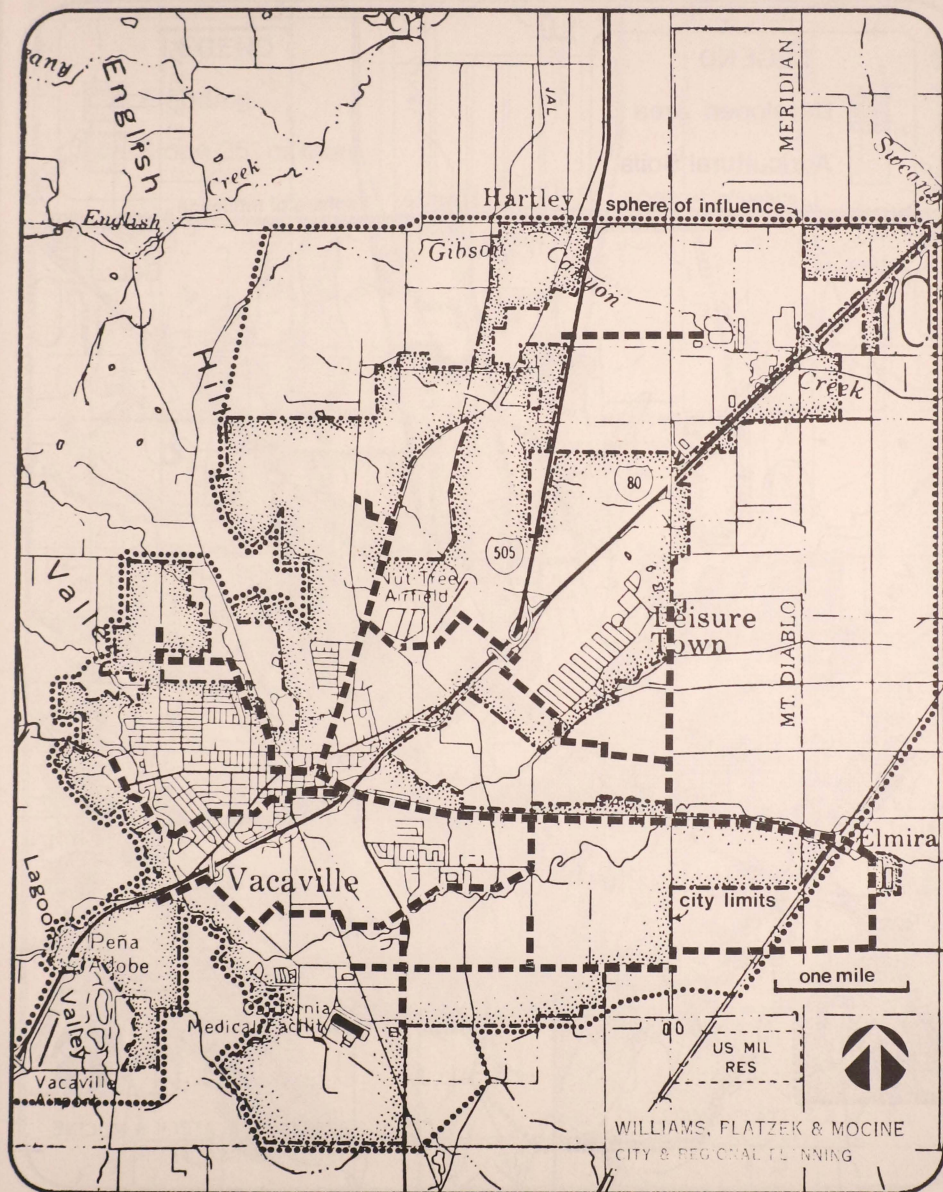 English
Creek
English
JAL
MERIDIAN
Hartley
sphere of influence
Gibson
Canyon
Creek
80
505
Nut Tree
Airfield
Leisure
Town
MT. DIABLO
Elmira
Vacaville
city limits
Peña
Adobe
Valley
California
Medical Facility
one mile
US MIL
RES
Vacaville
Airport
WILLIAMS, PLATZEK & MOCINE
CITY & REGIONAL PLANNING